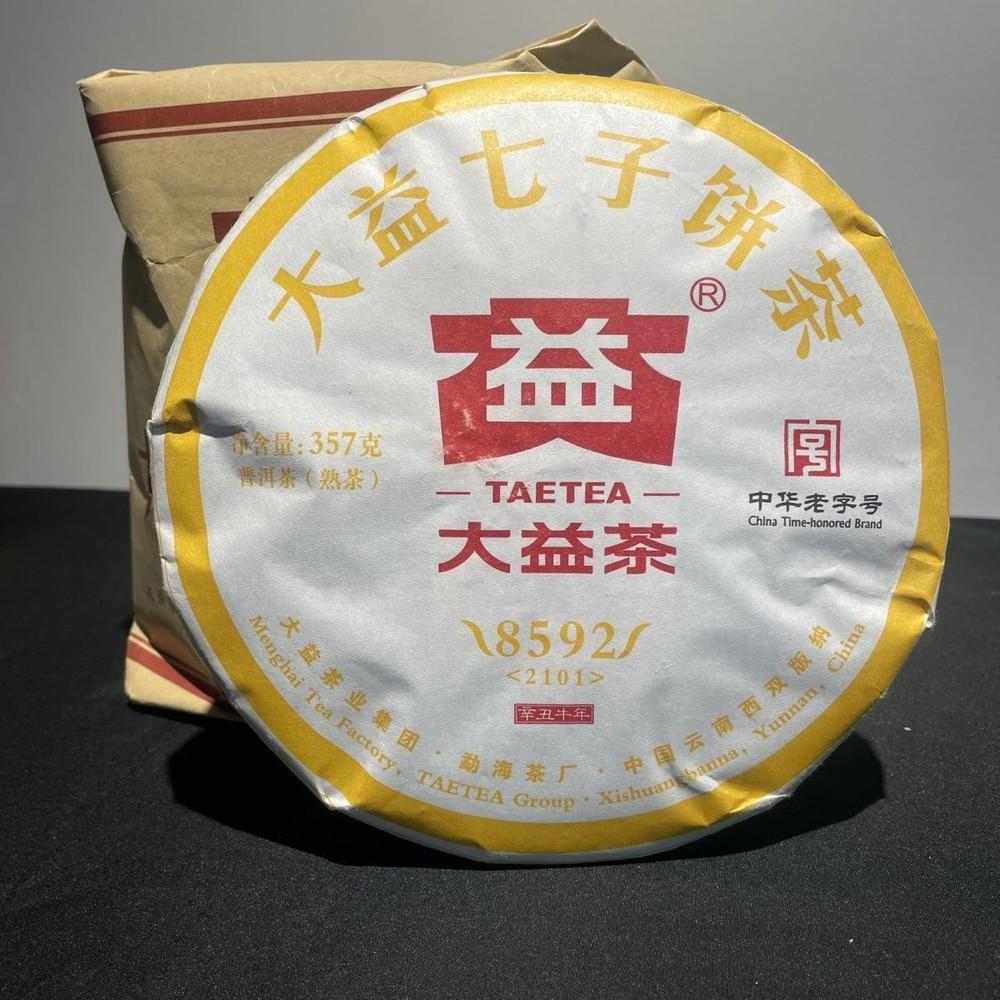 大益七子饼茶
益
®
净含量:357克
普洱茶(熟茶)
TAETEA
大益茶
号
中华老字号
China Time-honored Brand
8592
<2101>
辛丑牛年
大益茶业集团·勐海茶厂·中国云南西双版纳
Menghai Tea Factory, TAETEA Group · Xishuangbanna, Yunnan, China